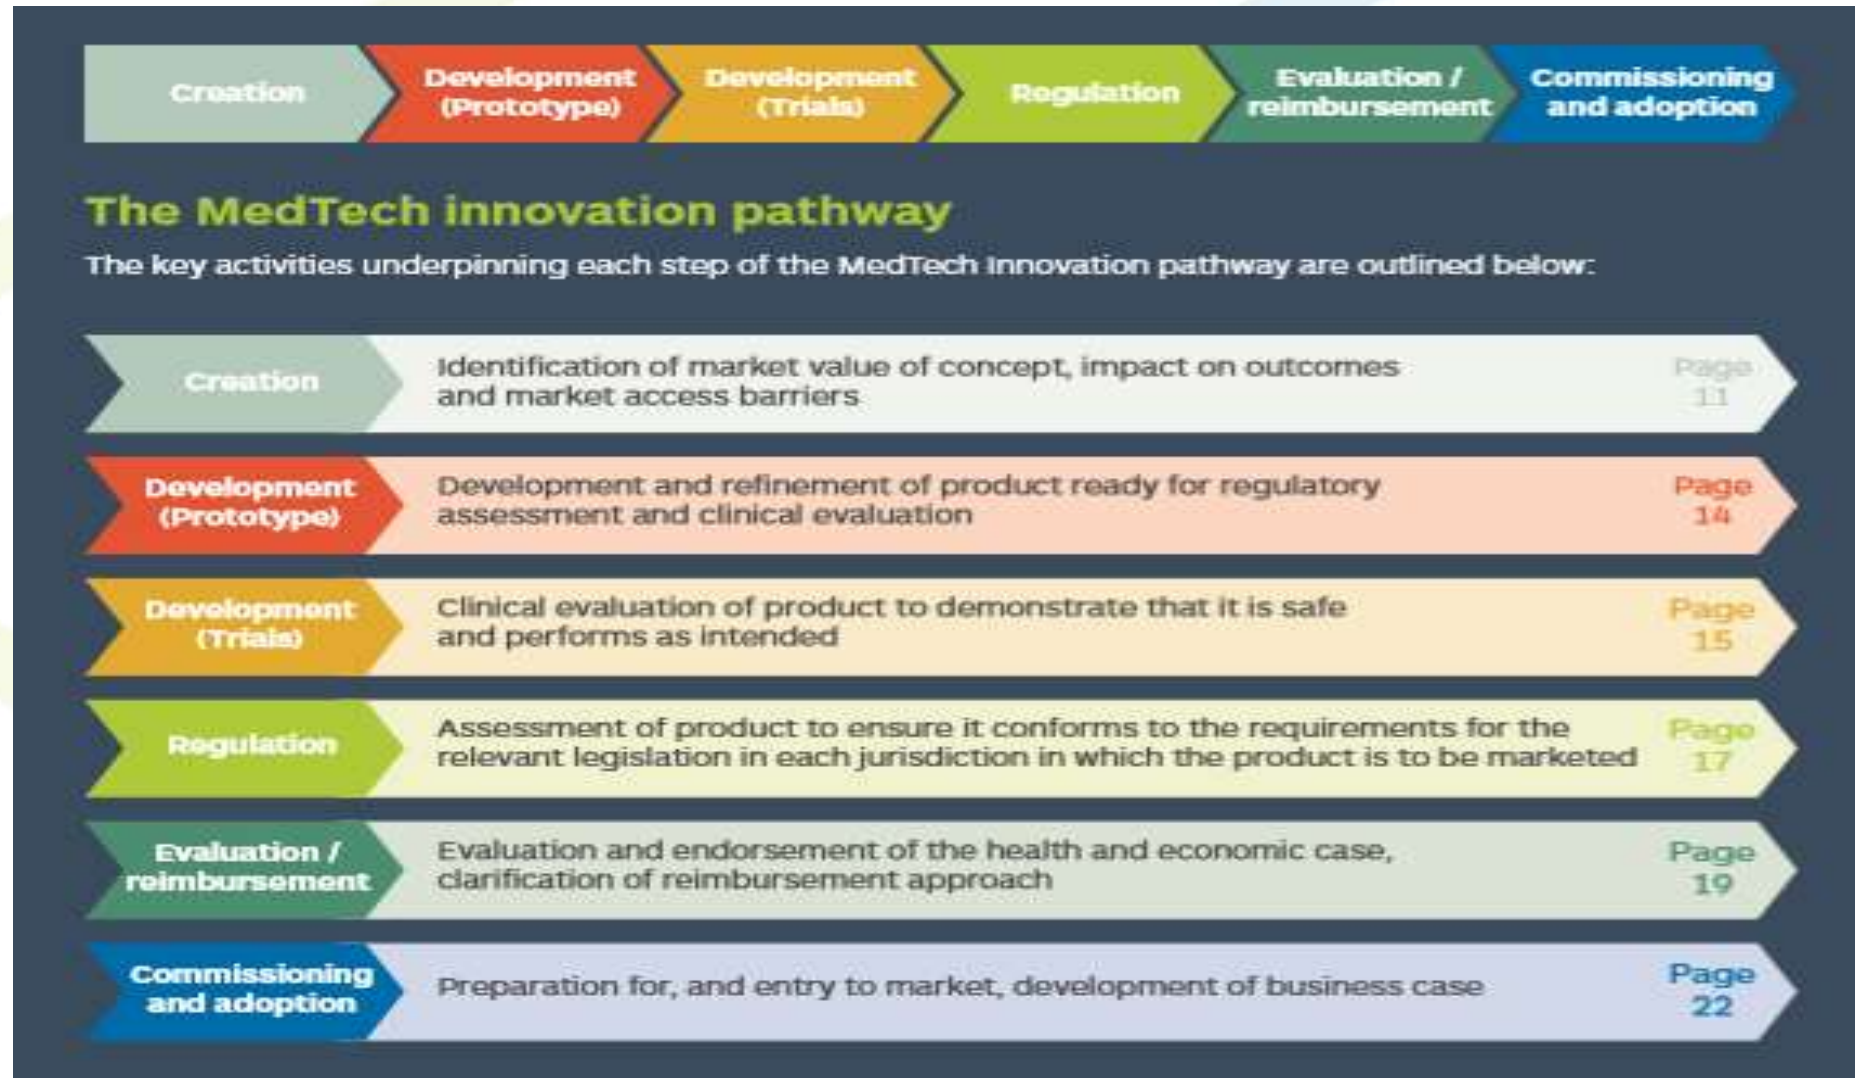 Creation
Development
(Prototype)
Development
(Trials)
Regulation
Evaluation /
reimbursement
Commissioning
and adoption
The MedTech innovation pathway
The key activities underpinning each step of the MedTech Innovation pathway are outlined below:
Creation
Identification of market value of concept, impact on outcomes
and market access barriers
Page
11
Development
(Prototype)
Development and refinement of product ready for regulatory
assessment and clinical evaluation
Page
14
Development
(Trials)
Clinical evaluation of product to demonstrate that it is safe
and performs as intended
Page
15
Regulation
Assessment of product to ensure it conforms to the requirements for the
relevant legislation in each jurisdiction in which the product is to be marketed
Page
17
Evaluation /
reimbursement
Evaluation and endorsement of the health and economic case,
clarification of reimbursement approach
Page
19
Commissioning
and adoption
Preparation for, and entry to market, development of business case
Page
22